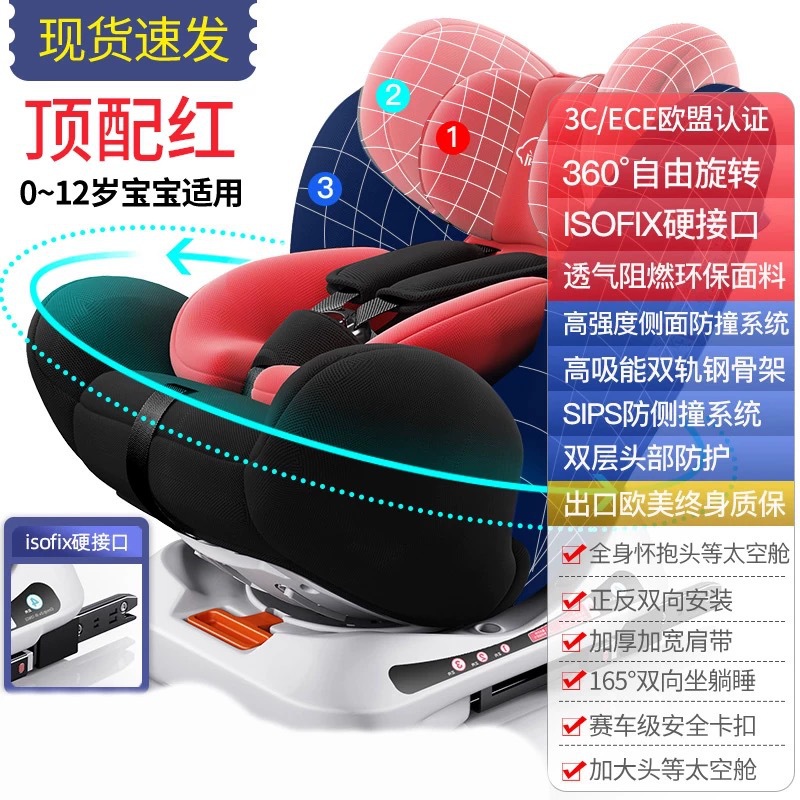 现货速发
顶配红
0~12岁宝宝适用
2
1
3
3C/ECE欧盟认证
360°自由旋转
ISOFIX硬接口
透气阻燃环保面料
高强度侧面防撞系统
高吸能双轨钢骨架
SIPS防侧撞系统
双层头部防护
出口欧美终身质保
全身怀抱头等太空舱
正反双向安装
加厚加宽肩带
165°双向坐躺睡
赛车级安全卡扣
加大头等太空舱
isofix硬接口
4
3
2
1